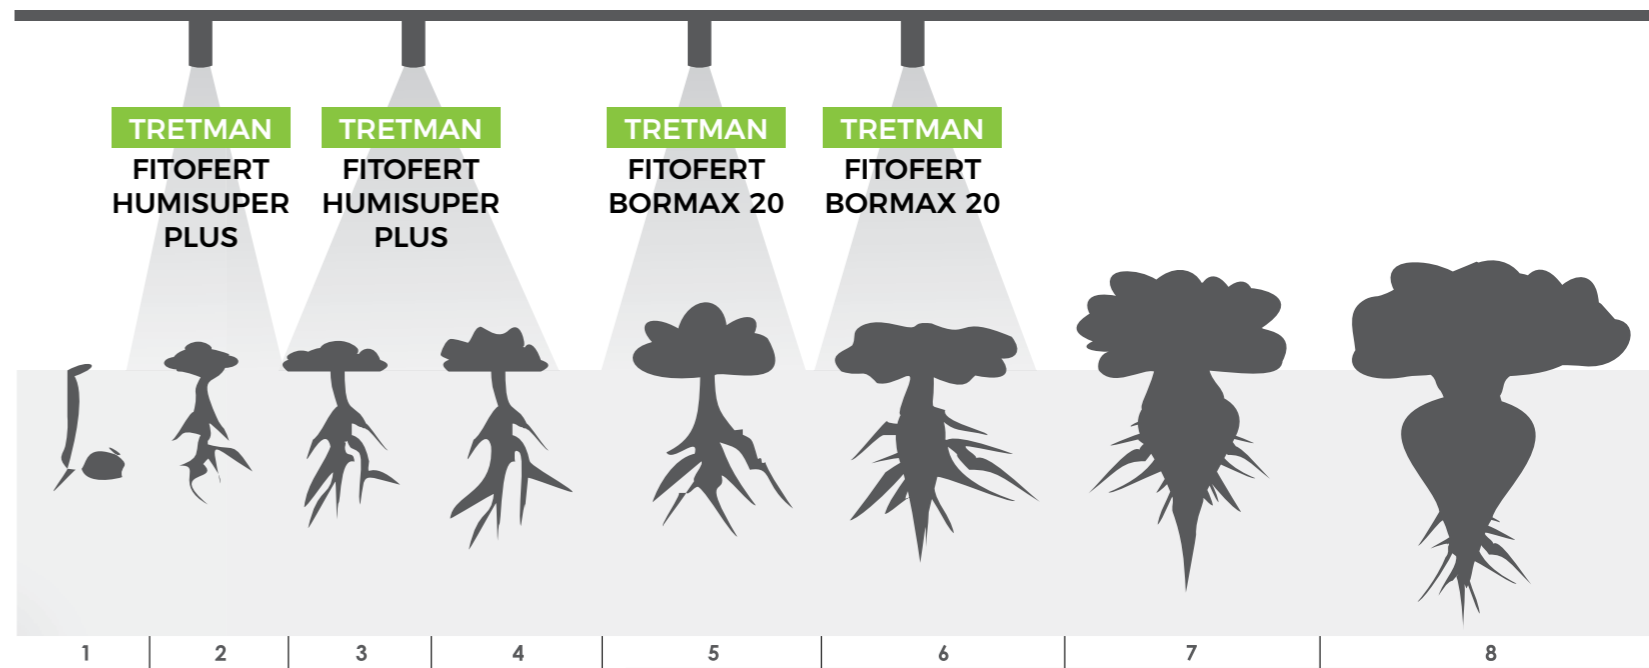 TRETMAN
FITOFERT
HUMISUPER
PLUS
TRETMAN
FITOFERT
HUMISUPER
PLUS
TRETMAN
FITOFERT
BORMAX 20
TRETMAN
FITOFERT
BORMAX 20
1 2 3 4 5 6 7 8